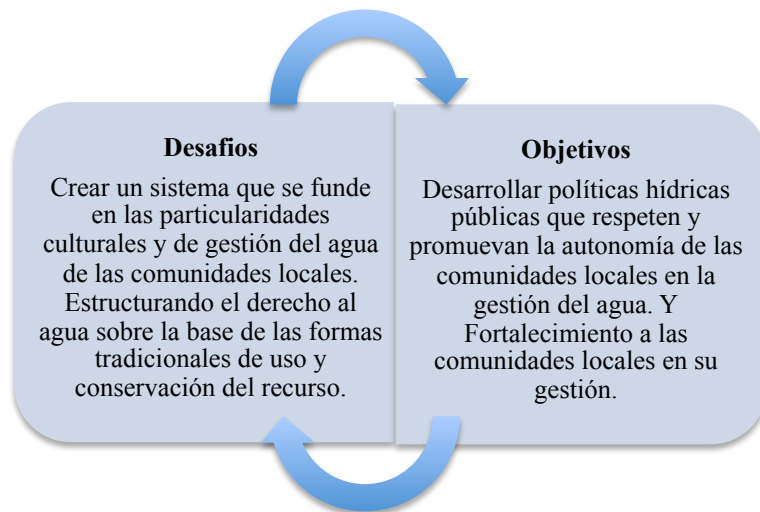 Desafios
Crear un sistema que se funde
en las particularidades
culturales y de gestión del agua
de las comunidades locales.
Estructurando el derecho al
agua sobre la base de las formas
tradicionales de uso y
conservación del recurso.
Objetivos
Desarrollar políticas hídricas
públicas que respeten y
promuevan la autonomía de las
comunidades locales en la
gestión del agua. Y
Fortalecimiento a las
comunidades locales en su
gestión.